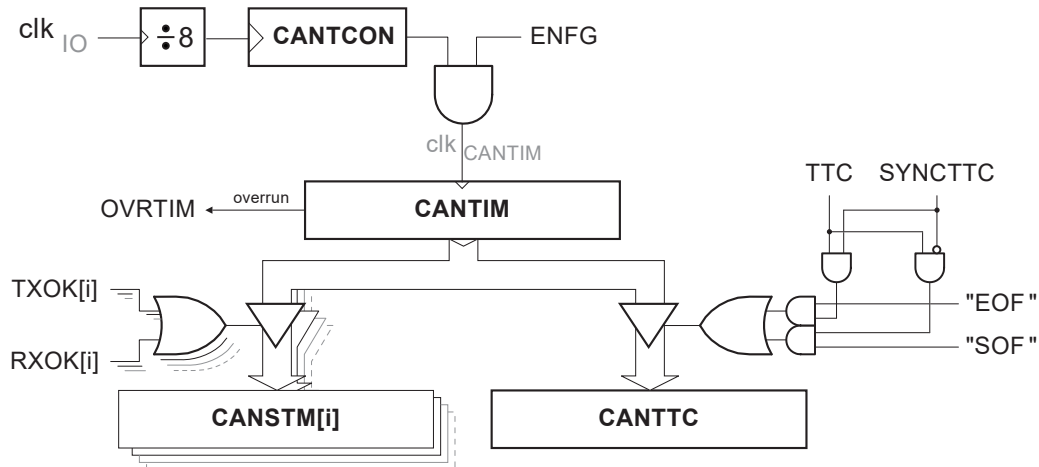 clk IO
÷8
CANTCON
ENFG
clk CANTIM
TTC SYNCTTC
OVRTIM
overrun
CANTIM
TXOK[i]
"EOF"
RXOK[i]
"SOF"
CANSTM[i]
CANTTC